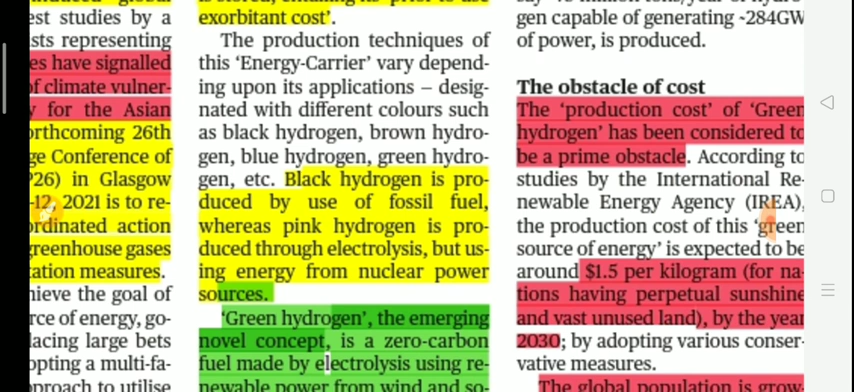 est studies by a
sts representing
es have signalled
of climate vulner-
y for the Asian
orthcoming 26th
ge Conference of
P26) in Glasgow
-12, 2021 is to re-
ordinated action
greenhouse gases
tation measures.
hieve the goal of
rce of energy, go-
lacing large bets
opting a multi-fa-
pproach to utilise
exorbitant cost’.
The production techniques of
this ‘Energy-Carrier’ vary depend-
ing upon its applications – desig-
nated with different colours such
as black hydrogen, brown hydro-
gen, blue hydrogen, green hydro-
gen, etc. Black hydrogen is pro-
duced by use of fossil fuel,
whereas pink hydrogen is pro-
duced through electrolysis, but us-
ing energy from nuclear power
sources.
‘Green hydrogen’, the emerging
novel concept, is a zero-carbon
fuel made by electrolysis using re-
newable power from wind and so-
gen capable of generating ~284GW
of power, is produced.
The obstacle of cost
The ‘production cost’ of ‘Green
hydrogen’ has been considered to
be a prime obstacle. According to
studies by the International Re-
newable Energy Agency (IREA),
the production cost of this ‘green
source of energy’ is expected to be
around $1.5 per kilogram (for na-
tions having perpetual sunshine
and vast unused land), by the year
2030; by adopting various conser-
vative measures.
The global population is grow-